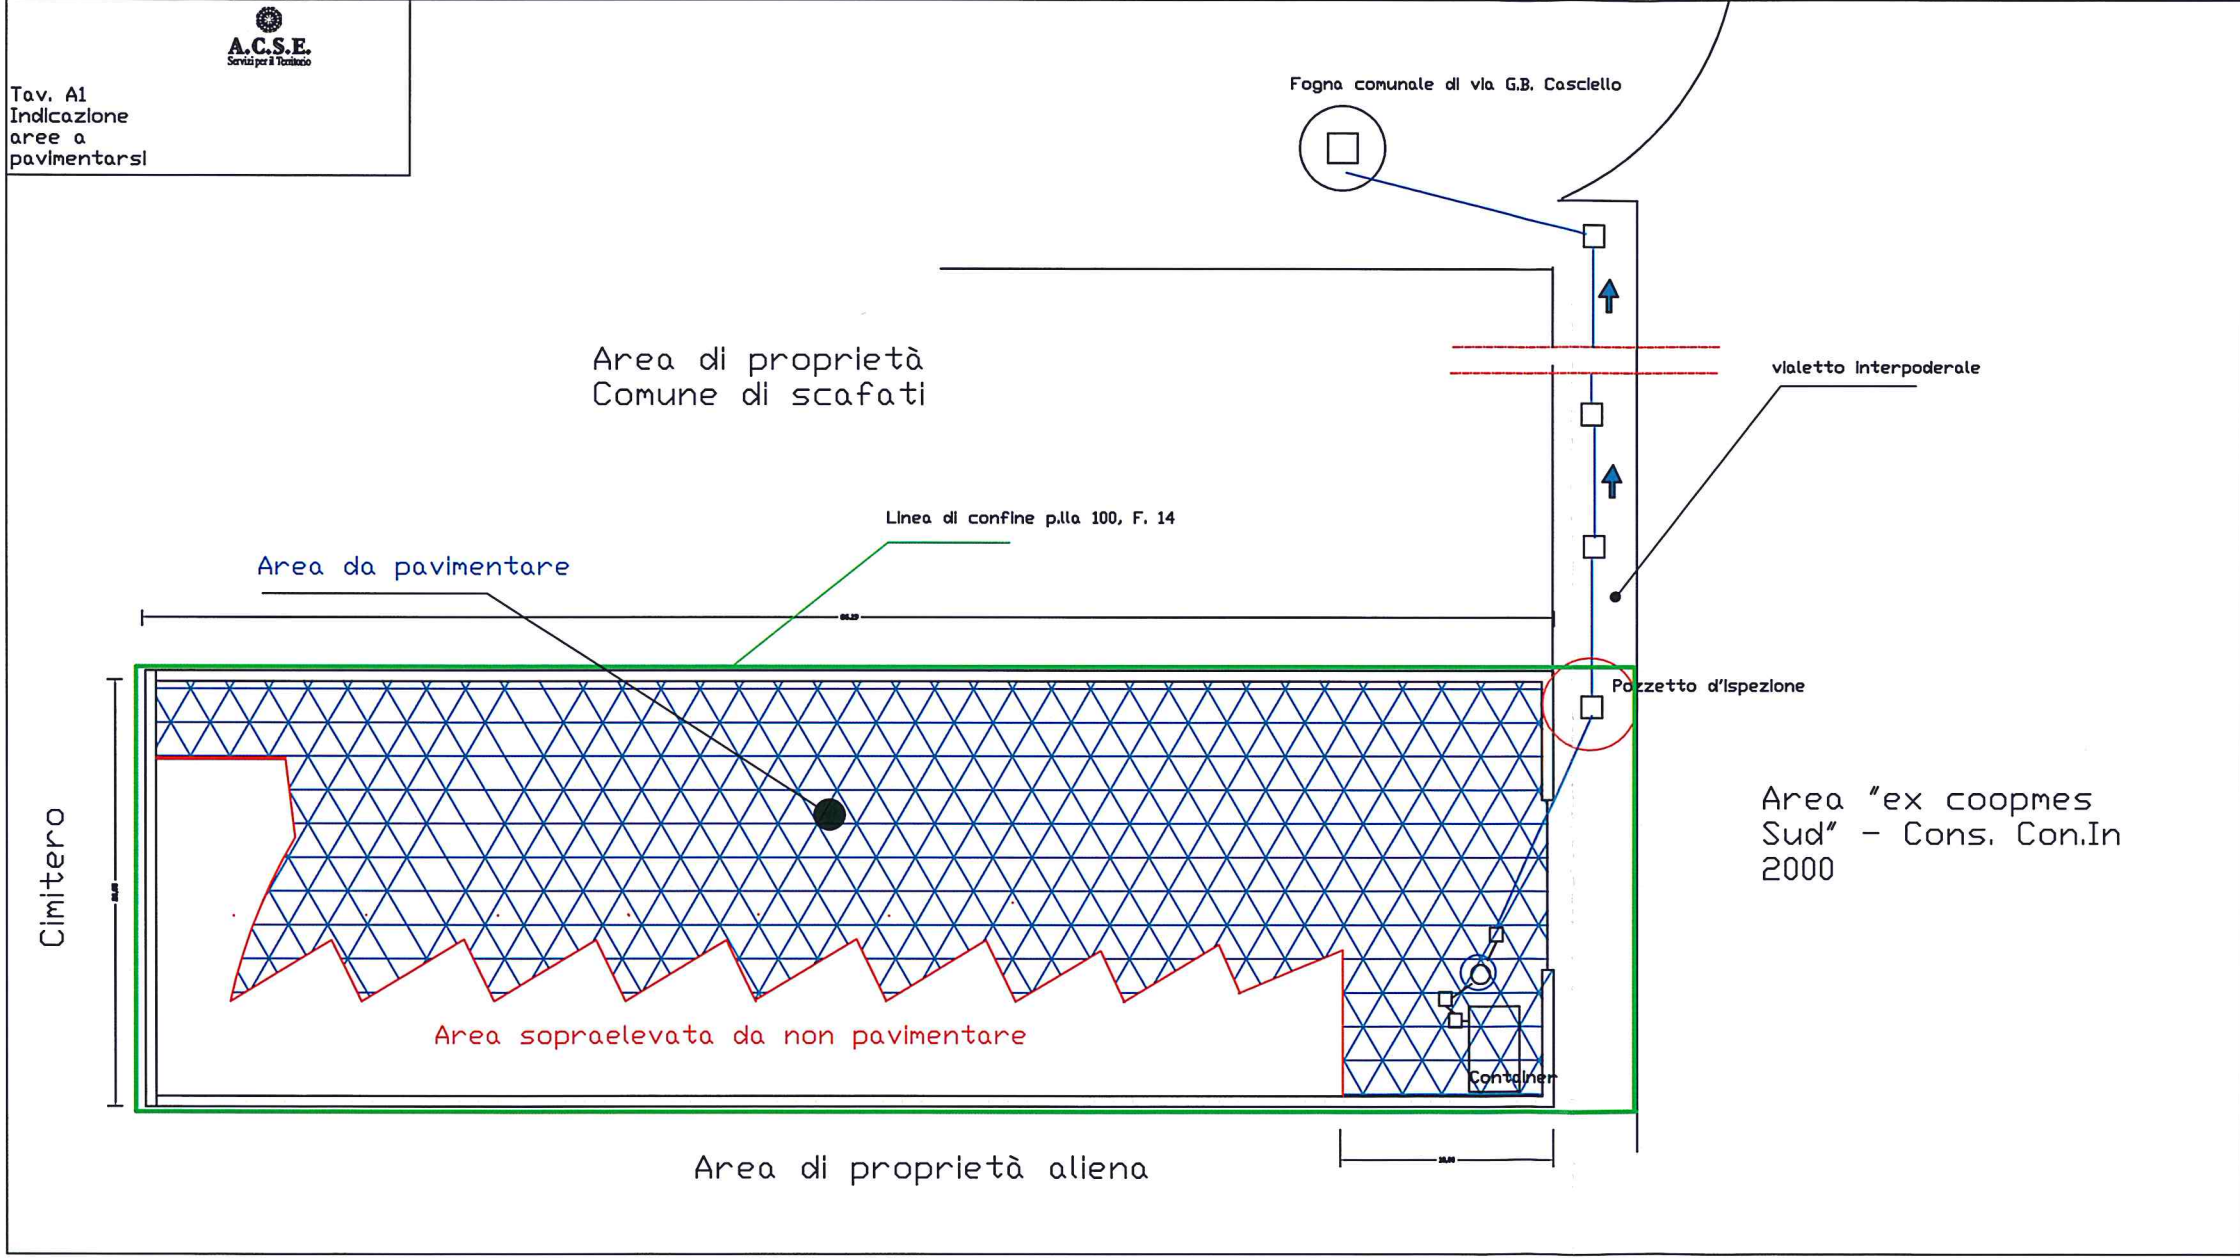 A.C.S.E.
Servizi per il Territorio
Tav. A1
Indicazione
aree a
pavimentarsi
Fogna comunale di via G.B. Casciello
Area di proprietà
Comune di scafati
vialetto interpoderale
Linea di confine p.lla 100, F. 14
Area da pavimentare
Pozzetto d'ispezione
Area "ex coopmes
Sud" - Cons. Con.In
2000
Cimitero
Area sopraelevata da non pavimentare
Container
Area di proprietà aliena